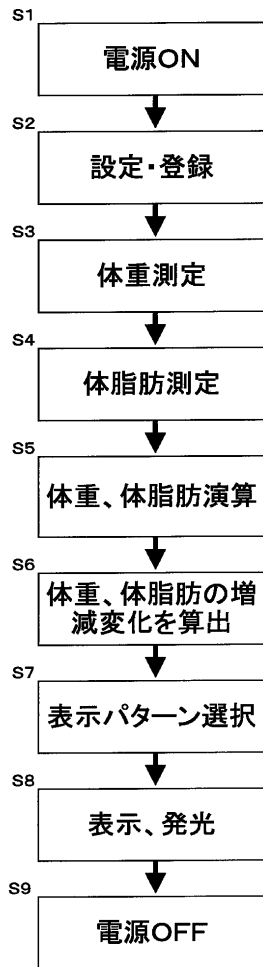 S1
電源ON
S2
設定・登録
S3
体重測定
S4
体脂肪測定
S5
体重、体脂肪演算
S6
体重、体脂肪の増
減変化を算出
S7
表示パターン選択
S8
表示、発光
S9
電源OFF